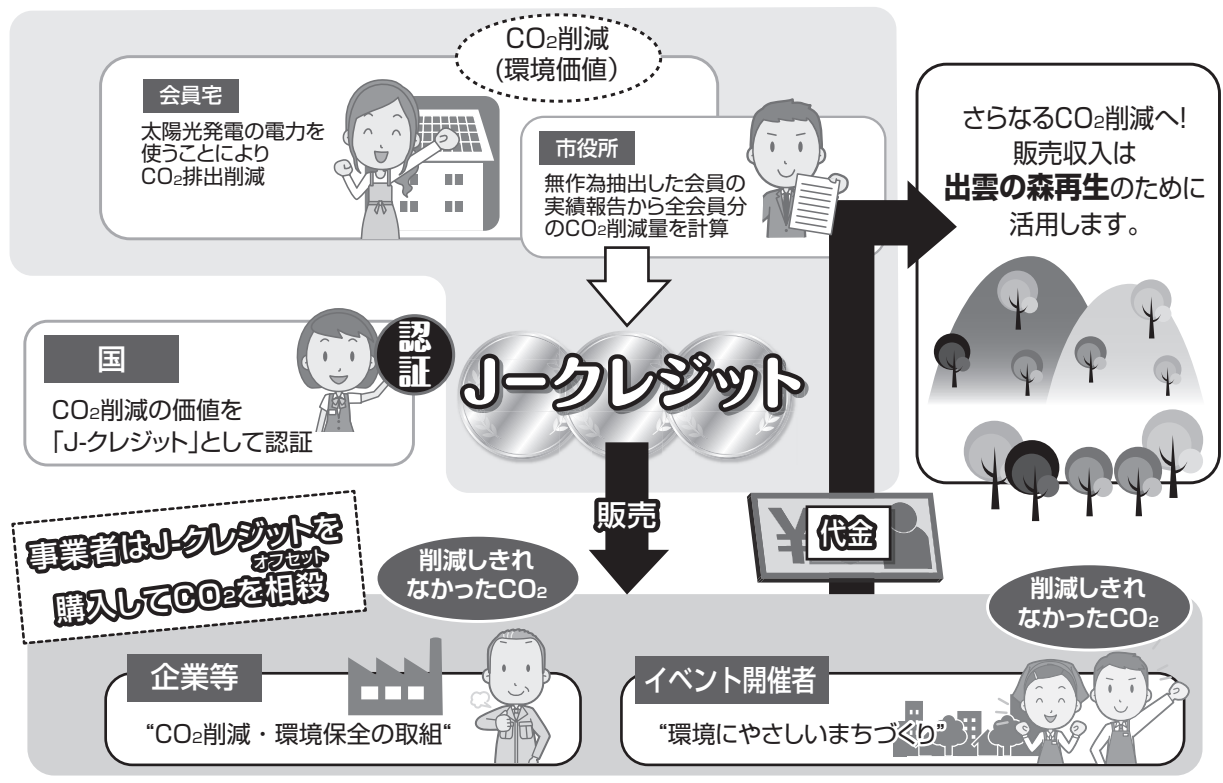 CO₂削減
(環境価値)
会員宅
太陽光発電の電力を
使うことにより
CO₂排出削減
市役所
無作為抽出した会員の
実績報告から全会員分
のCO₂削減量を計算
さらなるCO₂削減へ!
販売収入は
出雲の森再生のために
活用します。
国
CO₂削減の価値を
「J-クレジット」として認証
認証
J-クレジット
販売
¥
代金
事業者はJ-クレジットを
オフセット
購入してCO₂を相殺
削減しきれ
なかったCO₂
削減しきれ
なかったCO₂
企業等
“CO₂削減・環境保全の取組“
イベント開催者
“環境にやさしいまちづくり”